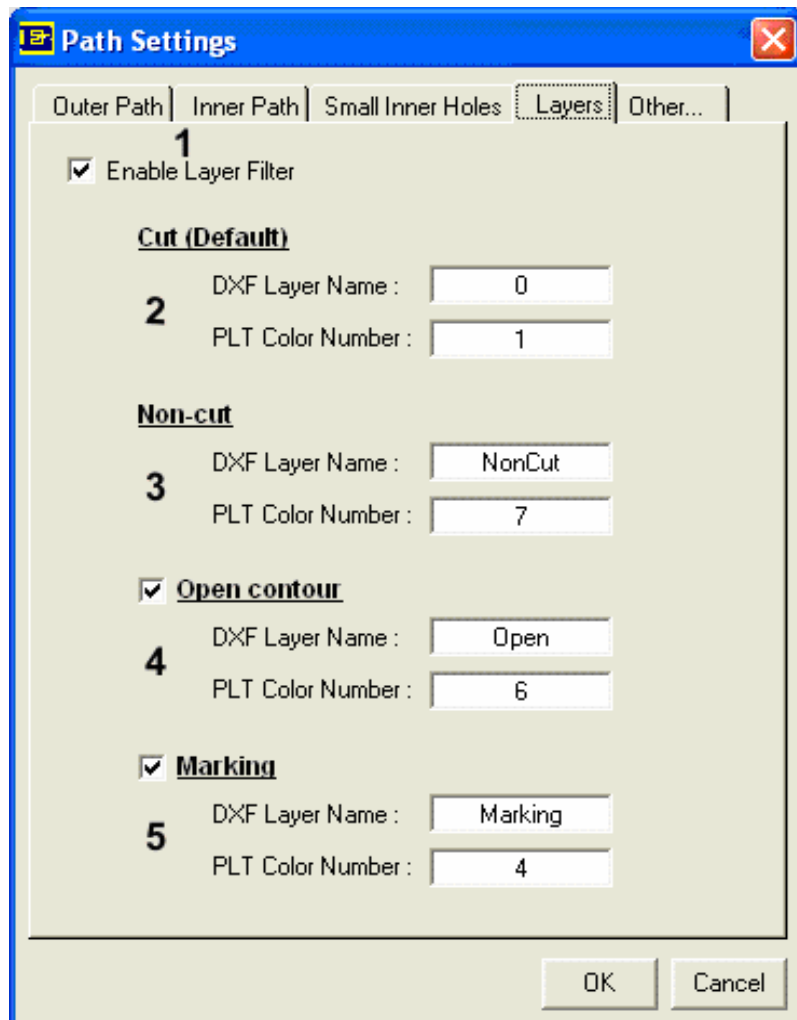 Path Settings
Outer Path Inner Path Small Inner Holes Layers Other...
1
Enable Layer Filter
Cut (Default)
DXF Layer Name : 0
2
PLT Color Number : 1
Non-cut
DXF Layer Name : NonCut
3
PLT Color Number : 7
Open contour
DXF Layer Name : Open
4
PLT Color Number : 6
Marking
DXF Layer Name : Marking
5
PLT Color Number : 4
OK Cancel